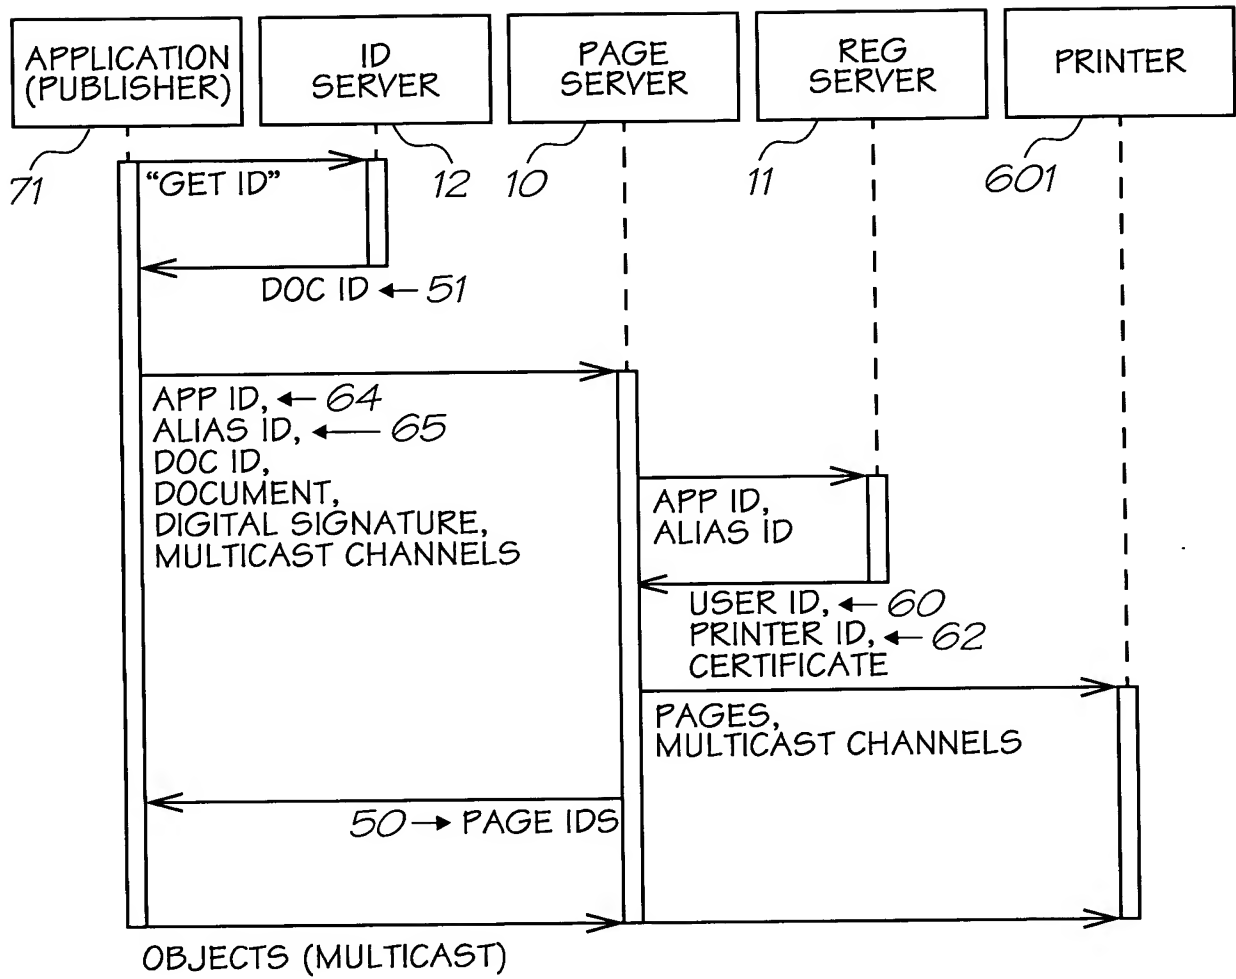 APPLICATION
(PUBLISHER)
ID
SERVER
PAGE
SERVER
REG
SERVER
PRINTER
71
12
10
11
601
"GET ID"
DOC ID ← 51
APP ID, ← 64
ALIAS ID, ← 65
DOC ID,
DOCUMENT,
DIGITAL SIGNATURE,
MULTICAST CHANNELS
APP ID,
ALIAS ID
USER ID, ← 60
PRINTER ID, ← 62
CERTIFICATE
PAGES,
MULTICAST CHANNELS
50 → PAGE IDS
OBJECTS (MULTICAST)